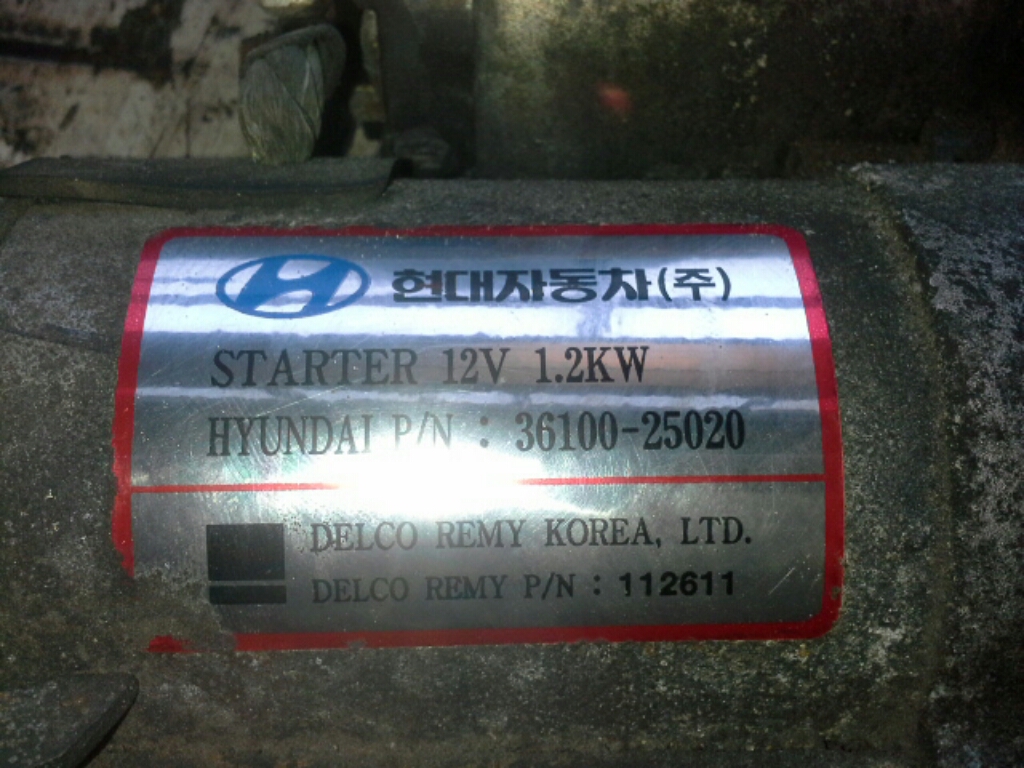 현대자동차(주)
STARTER 12V 1.2KW
HYUNDAI P/N : 36100-25020
DELCO REMY KOREA, LTD.
DELCO REMY P/N : 112611